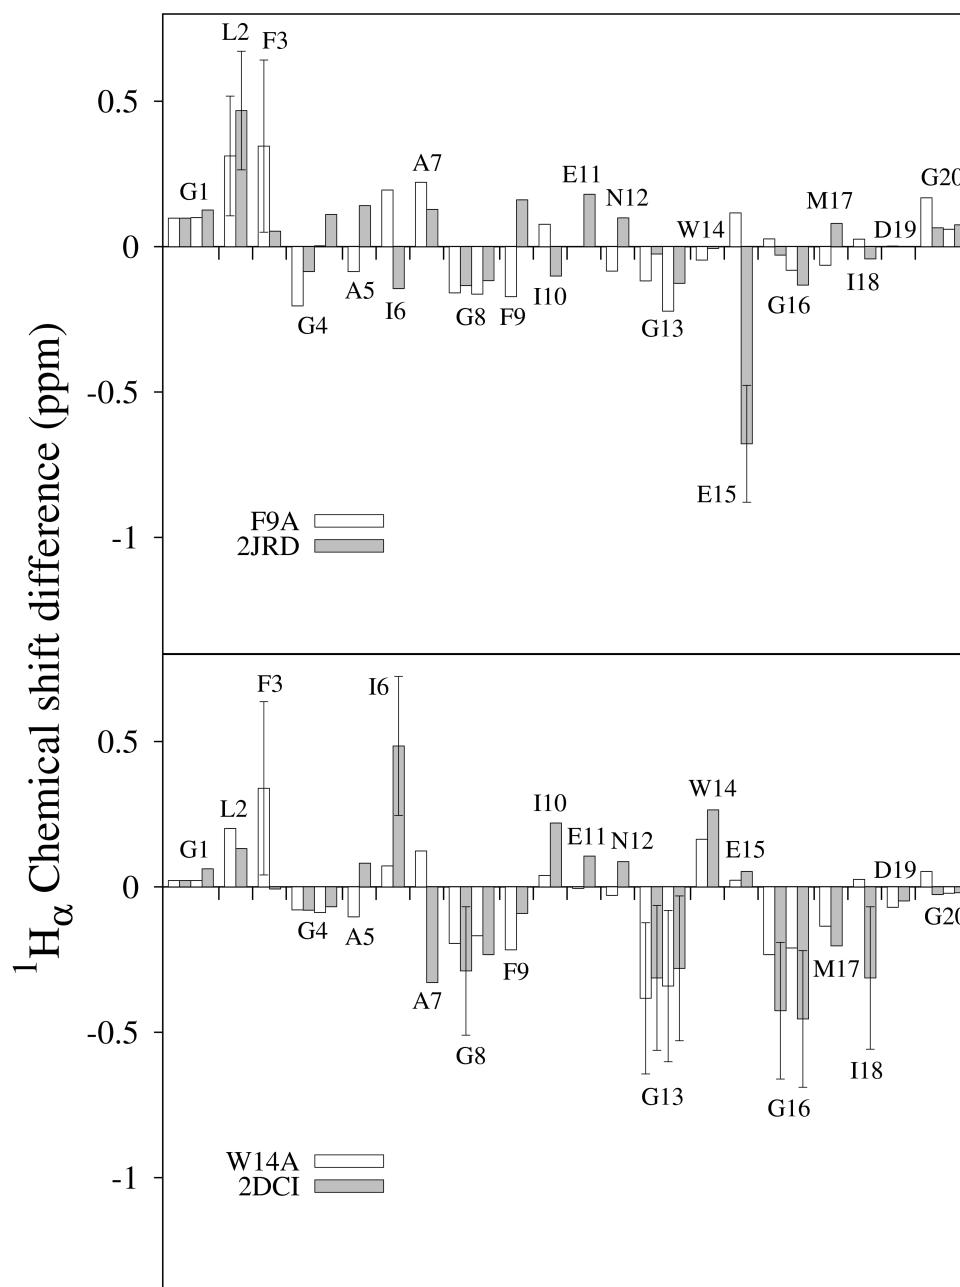 ¹Hα Chemical shift difference (ppm)
L2
F3
0.5
A7
G1
E11
G20
N12
M17
W14
D19
0
A5
I10
I18
I6
G8
F9
G4
G13
G16
-0.5
E15
F9A
2JRD
-1
F3
I6
0.5
L2
I10
W14
G1
E11
N12
E15
D19
0
G4
A5
G20
F9
M17
A7
-0.5
G8
I18
G13
G16
W14A
2DCI
-1